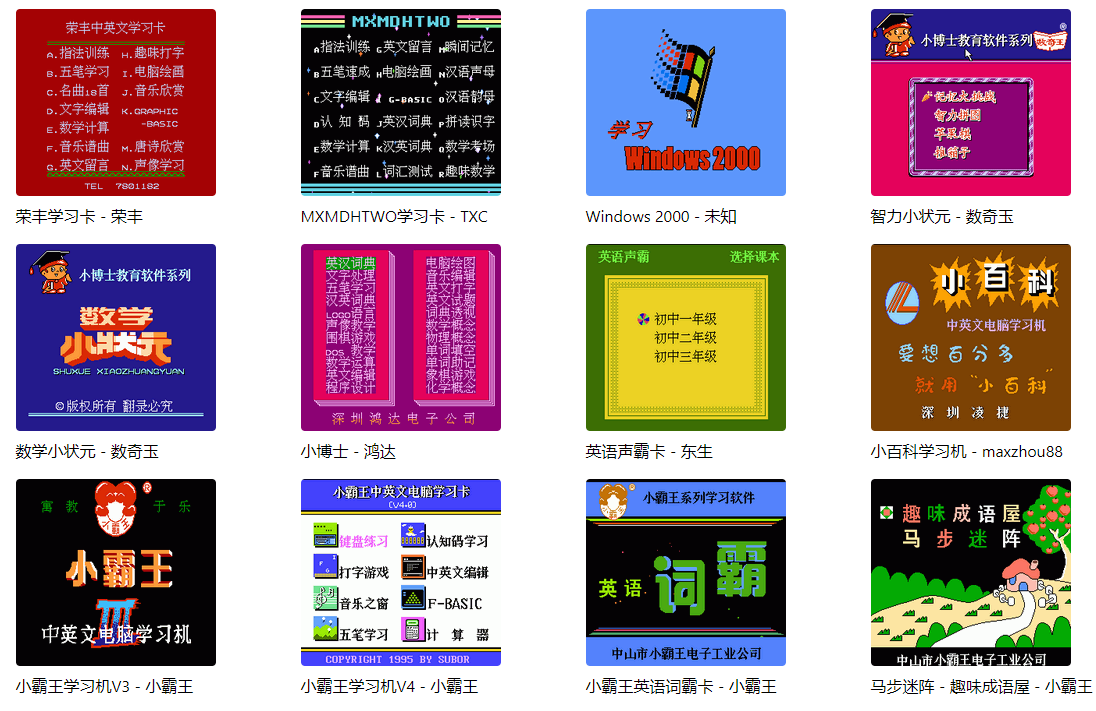 荣丰中英文学习卡
A.指法训练 H.趣味打字
B.五笔学习 I.电脑绘画
C.名曲18首 J.音乐欣赏
D.文字编辑 K.GRAPHIC
E.数学计算 -BASIC
F.音乐谱曲 M.唐诗欣赏
G.英文留言 N.声像学习
TEL 7801182
荣丰学习卡 - 荣丰
MXMDHTWO
A指法训练 G英文留言 M瞬间记忆
B五笔速成 H电脑绘画 N汉语声母
C文字编辑 I G-BASIC O汉语韵母
D认知码 J英汉词典 P拼读识字
E数学计算 K汉英词典 Q数学考场
F音乐谱曲 L词汇测试 R趣味数学
MXMDHTWO学习卡 - TXC
学习
Windows 2000
Windows 2000 - 未知
小博士教育软件系列
数奇王
记忆大挑战
智力拼图
苹果棋
推箱子
智力小状元 - 数奇玉
小博士教育软件系列
数学
小状元
SHUXUE XIAOZHUANGYUAN
©版权所有 翻录必究
数学小状元 - 数奇玉
英汉词典 电脑绘图
文字处理 音乐编辑
五笔学习 英文打字
汉英词典 英文试题
LOGO语言 词典透视
声像教学 数学概念
围棋游戏 物理概念
DOS 教学 单词填空
数学运算 单词助记
英文编辑 象棋游戏
程序设计 化学概念
深圳鸿达电子公司
小博士 - 鸿达
英语声霸 选择课本
初中一年级
初中二年级
初中三年级
英语声霸卡 - 东生
小百科
中英文电脑学习机
爱想百分多
就用"小百科"
深圳凌捷
小百科学习机 - maxzhou88
寓教于乐
小霸王
®
小霸王
III
中英文电脑学习机
小霸王学习机V3 - 小霸王
小霸王中英文电脑学习卡
(V4.0)
键盘练习 认知码学习
打字游戏 中英文编辑
音乐之窗 F-BASIC
五笔学习 计算器
COPYRIGHT 1995 BY SUBOR
小霸王学习机V4 - 小霸王
小霸王系列学习软件
英语词霸
中山市小霸王电子工业公司
小霸王英语词霸卡 - 小霸王
趣味成语屋
马步迷阵
中山市小霸王电子工业公司
马步迷阵 - 趣味成语屋 - 小霸王